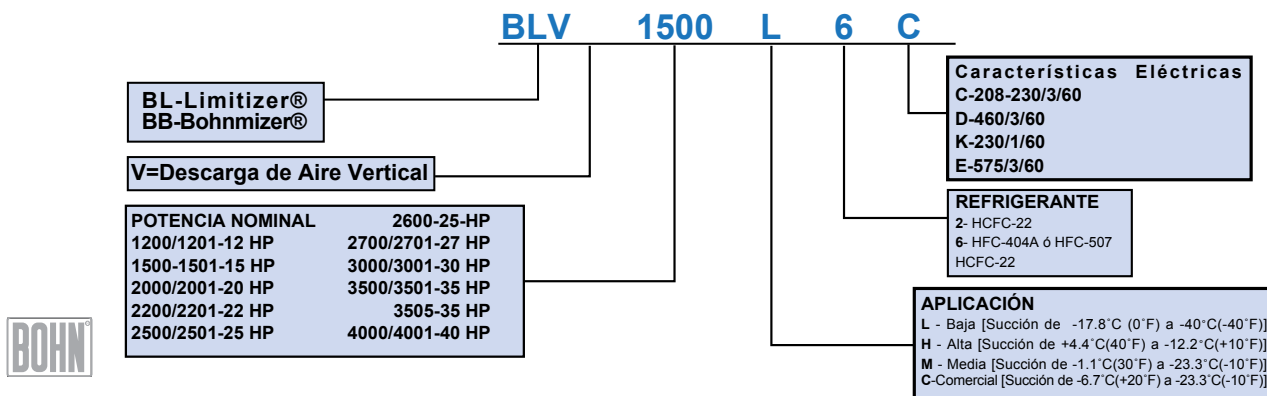 BLV 1500 L 6 C
BL-Limitizer®
BB-Bohnmizer®
V=Descarga de Aire Vertical
POTENCIA NOMINAL 2600-25-HP
1200/1201-12 HP 2700/2701-27 HP
1500-1501-15 HP 3000/3001-30 HP
2000/2001-20 HP 3500/3501-35 HP
2200/2201-22 HP 3505-35 HP
2500/2501-25 HP 4000/4001-40 HP
Características Eléctricas
C-208-230/3/60
D-460/3/60
K-230/1/60
E-575/3/60
REFRIGERANTE
2- HCFC-22
6- HFC-404A ó HFC-507
HCFC-22
APLICACIÓN
L - Baja [Succión de -17.8˚C (0˚F) a -40°C(-40˚F)]
H - Alta [Succión de +4.4˚C(40˚F) a -12.2°C(+10˚F)]
M - Media [Succión de -1.1˚C(30˚F) a -23.3˚C(-10˚F)]
C-Comercial [Succión de -6.7˚C(+20˚F) a -23.3˚C(-10˚F)]
BOHN®